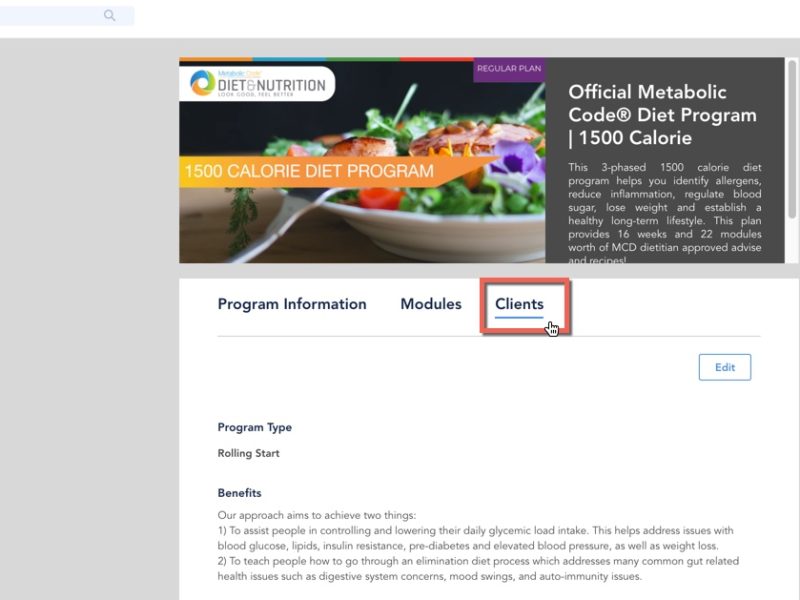 REGULAR PLAN
Metabolic Code
DIET&NUTRITION
LOOK GOOD, FEEL BETTER
1500 CALORIE DIET PROGRAM
Official Metabolic
Code® Diet Program
| 1500 Calorie
This 3-phased 1500 calorie diet
program helps you identify allergens,
reduce inflammation, regulate blood
sugar, lose weight and establish a
healthy long-term lifestyle. This plan
provides 16 weeks and 22 modules
worth of MCD dietitian approved advise
and recipes!
Program Information Modules Clients
Edit
Program Type
Rolling Start
Benefits
Our approach aims to achieve two things:
1) To assist people in controlling and lowering their daily glycemic load intake. This helps address issues with
blood glucose, lipids, insulin resistance, pre-diabetes and elevated blood pressure, as well as weight loss.
2) To teach people how to go through an elimination diet process which addresses many common gut related
health issues such as digestive system concerns, mood swings, and auto-immunity issues.